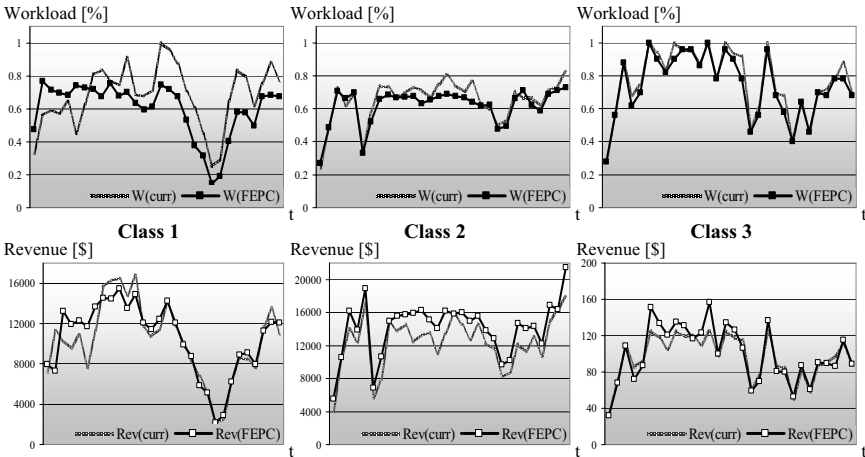 Workload [%]
1
0.8
0.6
0.4
0.2
0
W(curr) W(FEPC)
t
Workload [%]
1
0.8
0.6
0.4
0.2
0
W(curr) W(FEPC)
t
Workload [%]
1
0.8
0.6
0.4
0.2
0
W(curr) W(FEPC)
t
Class 1
Class 2
Class 3
Revenue [$]
16000
12000
8000
4000
0
Rev(curr) Rev(FEPC)
t
Revenue [$]
20000
16000
12000
8000
4000
0
Rev(curr) Rev(FEPC)
t
Revenue [$]
200
160
120
80
40
0
Rev(curr) Rev(FEPC)
t